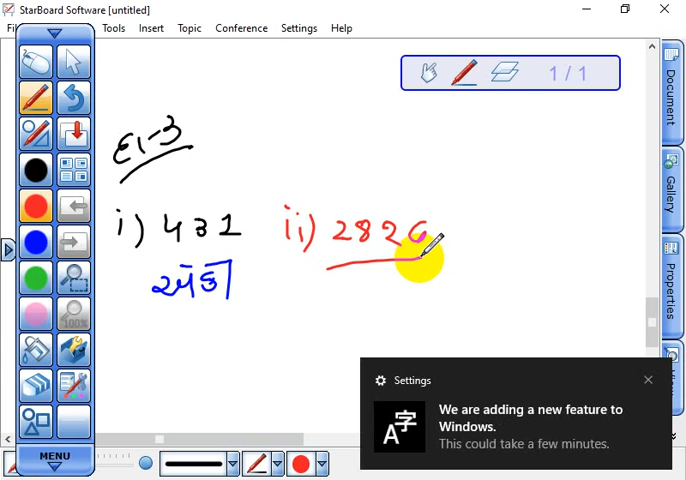 StarBoard Software [untitled]
Tools Insert Topic Conference Settings Help
1 / 1
i) 431 ii) 2826
Document
Gallery
100%
MENU
Settings
We are adding a new feature to
Windows.
This could take a few minutes.